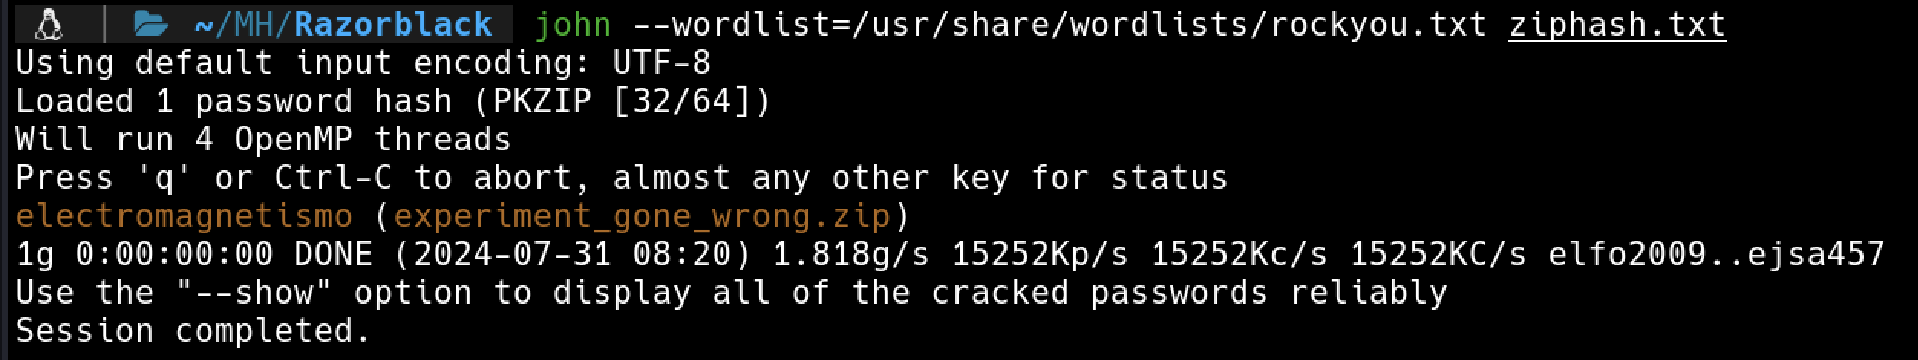 ~/MH/Razorblack john --wordlist=/usr/share/wordlists/rockyou.txt ziphash.txt
Using default input encoding: UTF-8
Loaded 1 password hash (PKZIP [32/64])
Will run 4 OpenMP threads
Press 'q' or Ctrl-C to abort, almost any other key for status
electromagnetismo (experiment_gone_wrong.zip)
1g 0:00:00:00 DONE (2024-07-31 08:20) 1.818g/s 15252Kp/s 15252Kc/s 15252KC/s elfo2009..ejsa457
Use the "--show" option to display all of the cracked passwords reliably
Session completed.